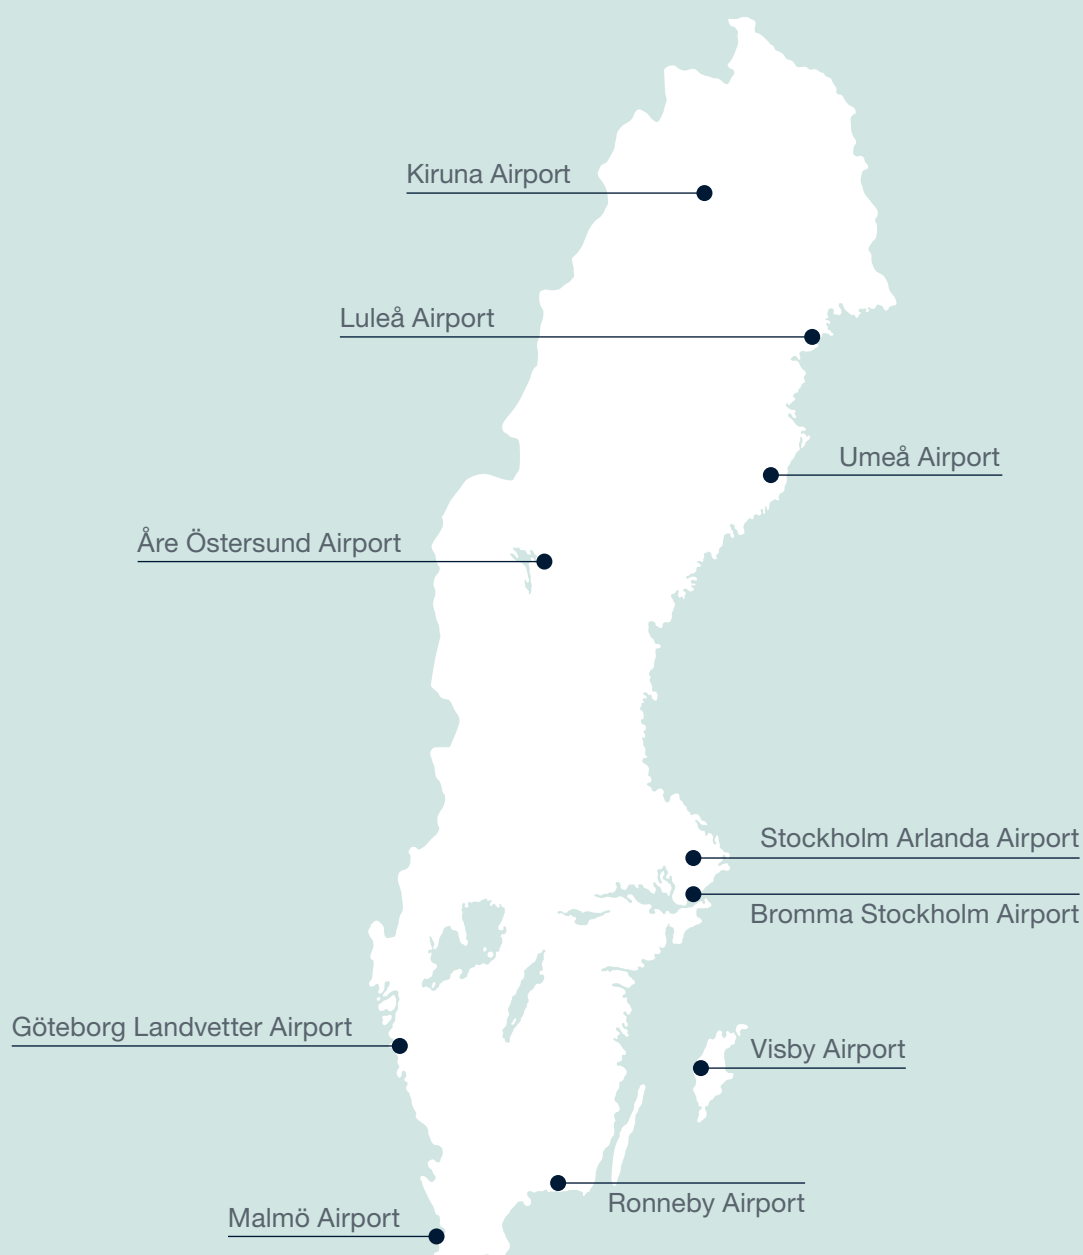 Kiruna Airport
Luleå Airport
Umeå Airport
Åre Östersund Airport
Stockholm Arlanda Airport
Bromma Stockholm Airport
Göteborg Landvetter Airport
Visby Airport
Ronneby Airport
Malmö Airport